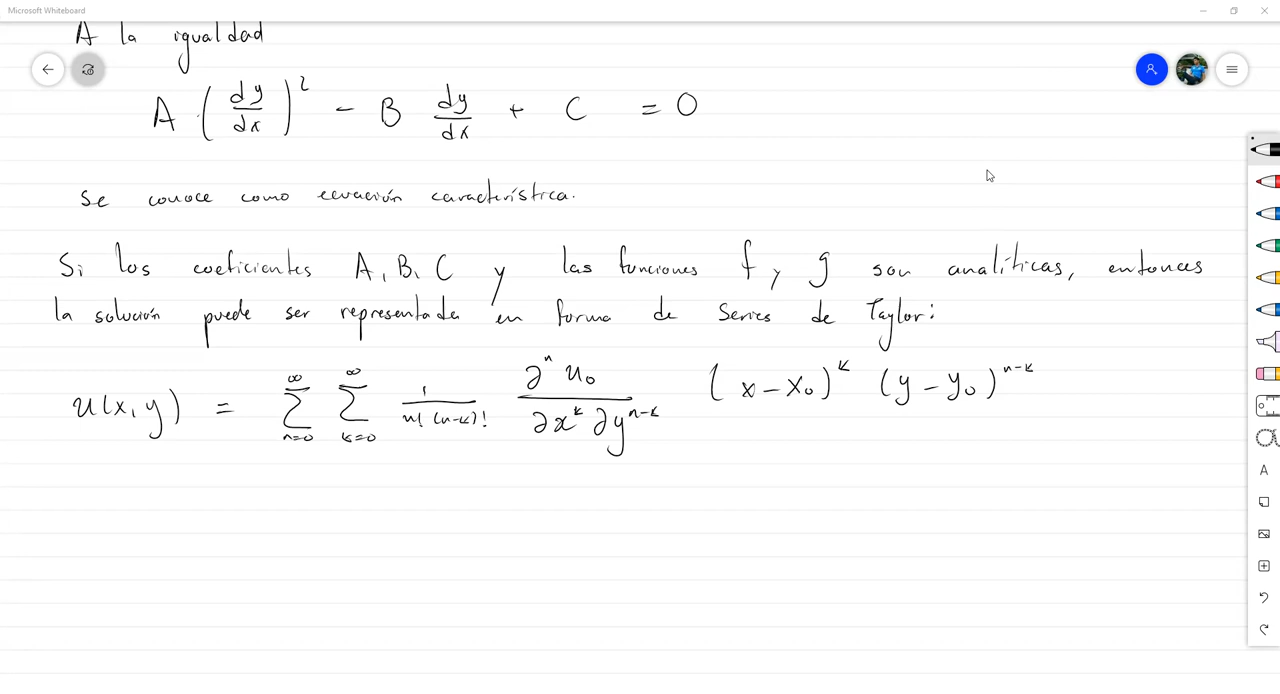 Microsoft Whiteboard
A la igualdad
A (dy/dx)² - B dy/dx + C = 0
Se conoce como ecuación característica.
Si los coeficientes A, B, C y las funciones f y g son analíticas, entonces
la solución puede ser representada en forma de Series de Taylor:
u(x, y) = ∑_{n=0}^{∞} ∑_{k=0}^{∞} 1/(n! (n-k)!) ∂ⁿu₀/(∂x^k ∂y^{n-k}) (x - x₀)^k (y - y₀)^{n-k}
A